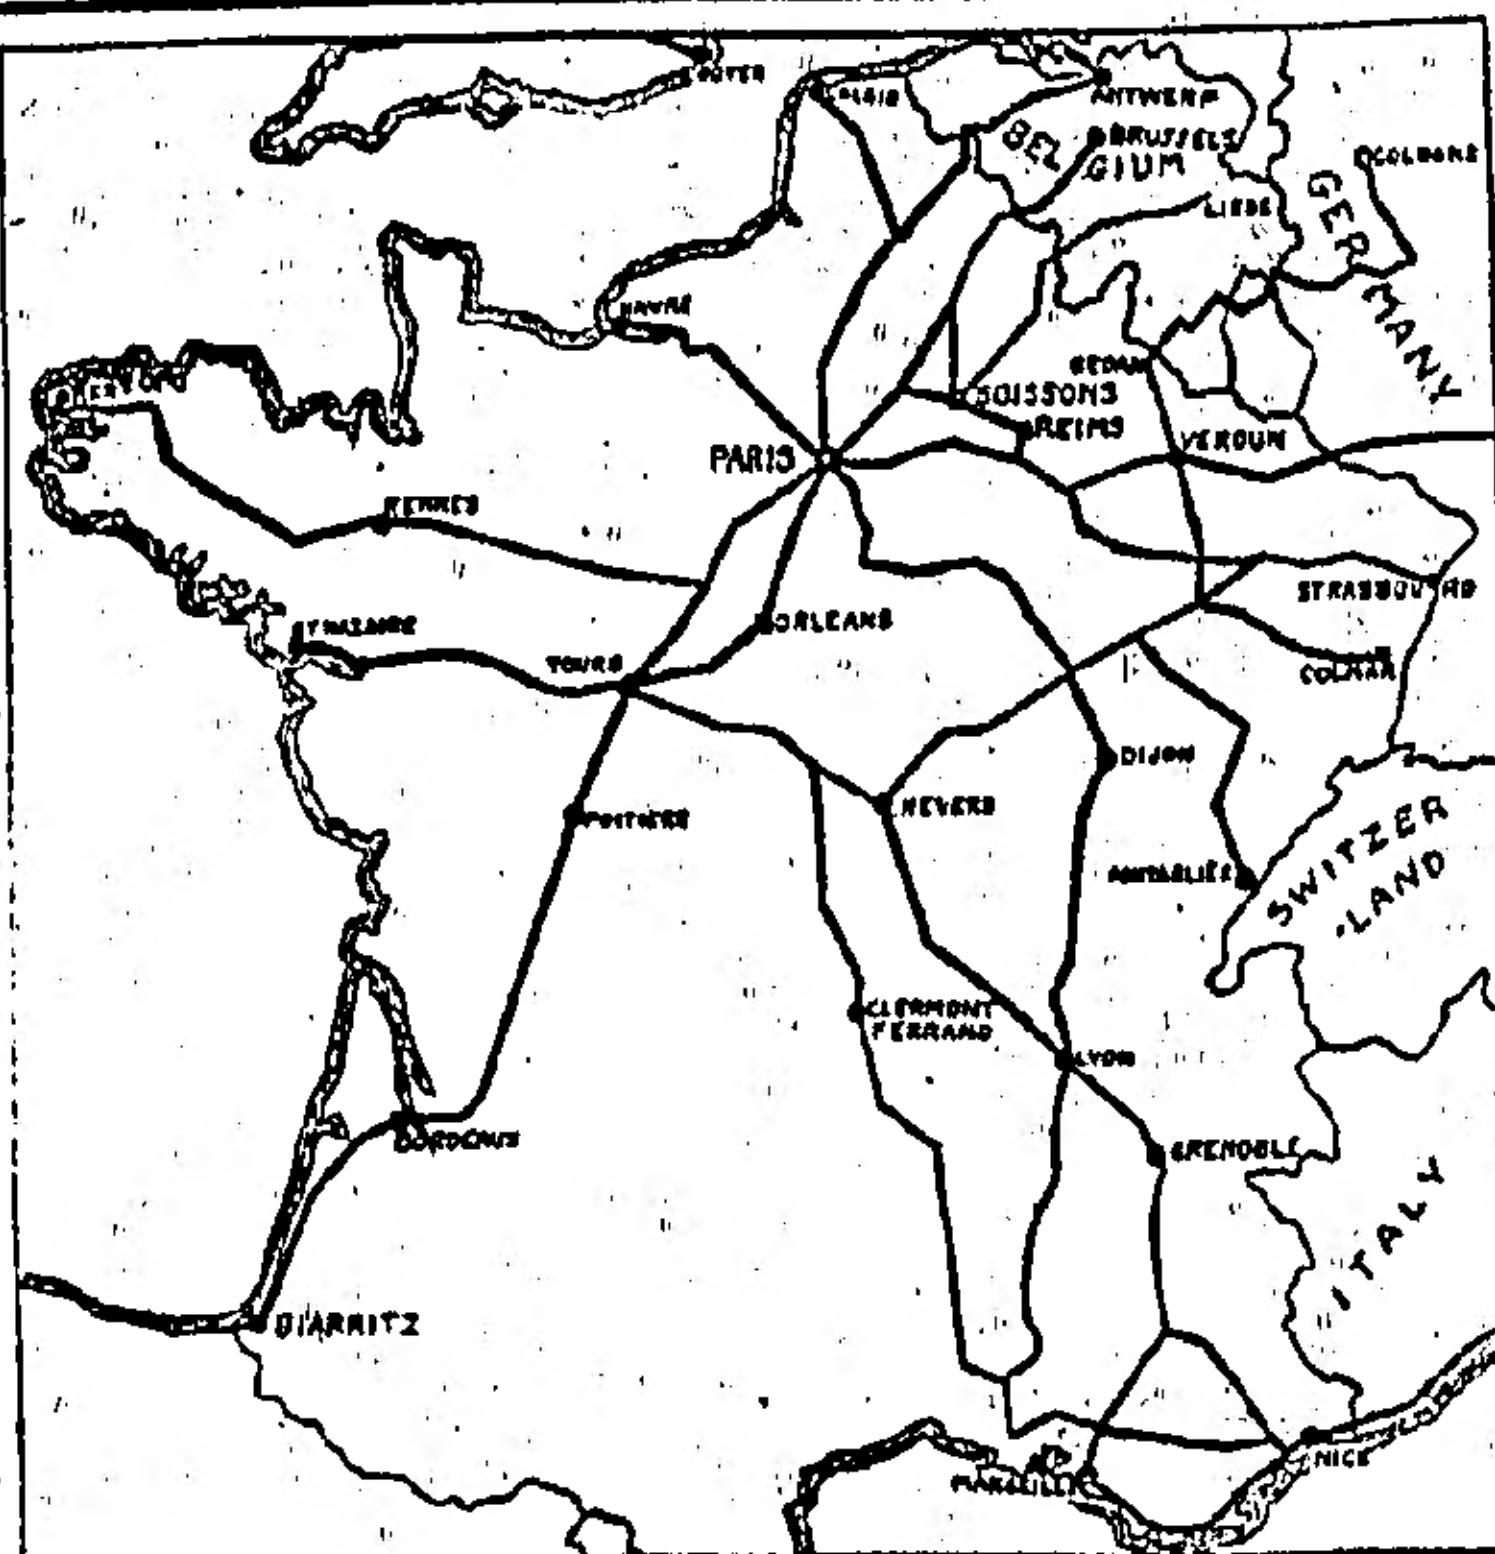 DOVER
ANTWERP
BEL
GIUM
BRUSSELS
COLOGNE
LIEGE
GER
MANY
HAVRE
SEDAN
SOISSONS
REIMS
VERDUN
PARIS
RENNES
STRASBOURG
ORLEANS
TOURS
COLMAR
DIJON
NEVERS
POITIERS
SWITZER
LAND
CLERMONT
FERRAND
LYON
GRENOBLE
ITALY
BIARRITZ
NICE
MARSEILLE